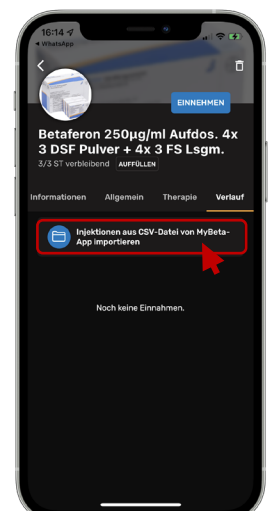 16:14
WhatsApp
EINNEHMEN
Betaferon 250µg/ml Aufdos. 4x
3 DSF Pulver + 4x 3 FS Lsgm.
3/3 ST verbleibend AUFFÜLLEN
Informationen Allgemein Therapie Verlauf
Injektionen aus CSV-Datei von MyBeta-
App importieren
Noch keine Einnahmen.